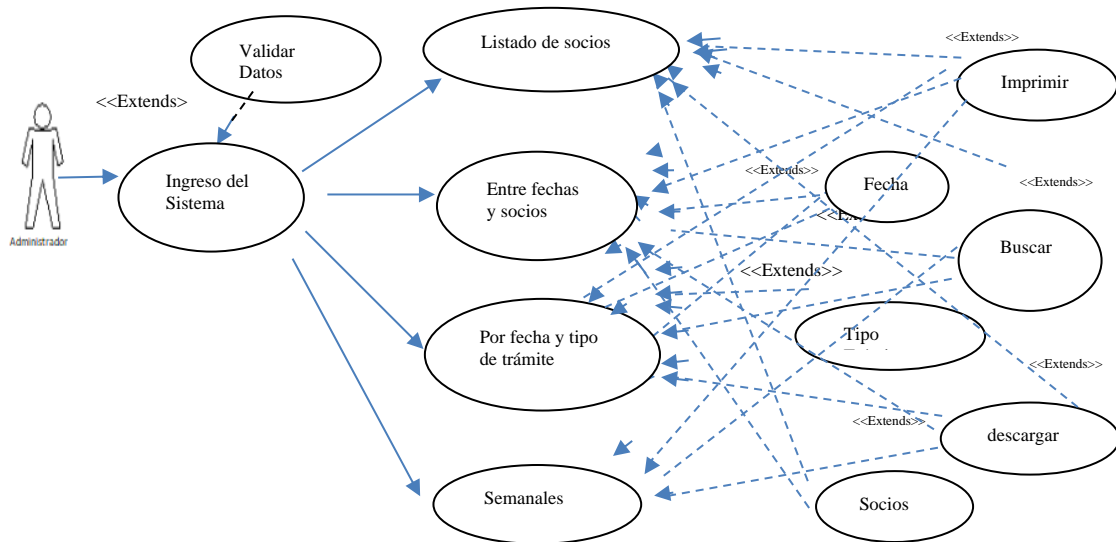 Validar
Datos
<<Extends>
Administrador
Ingreso del
Sistema
Listado de socios
Entre fechas
y socios
Por fecha y tipo
de trámite
Semanales
<<Extends>>
Imprimir
<<Extends>>
Fecha
<<Extends>>
Buscar
<<Extends>>
Tipo
<<Extends>>
descargar
<<Extends>>
Socios